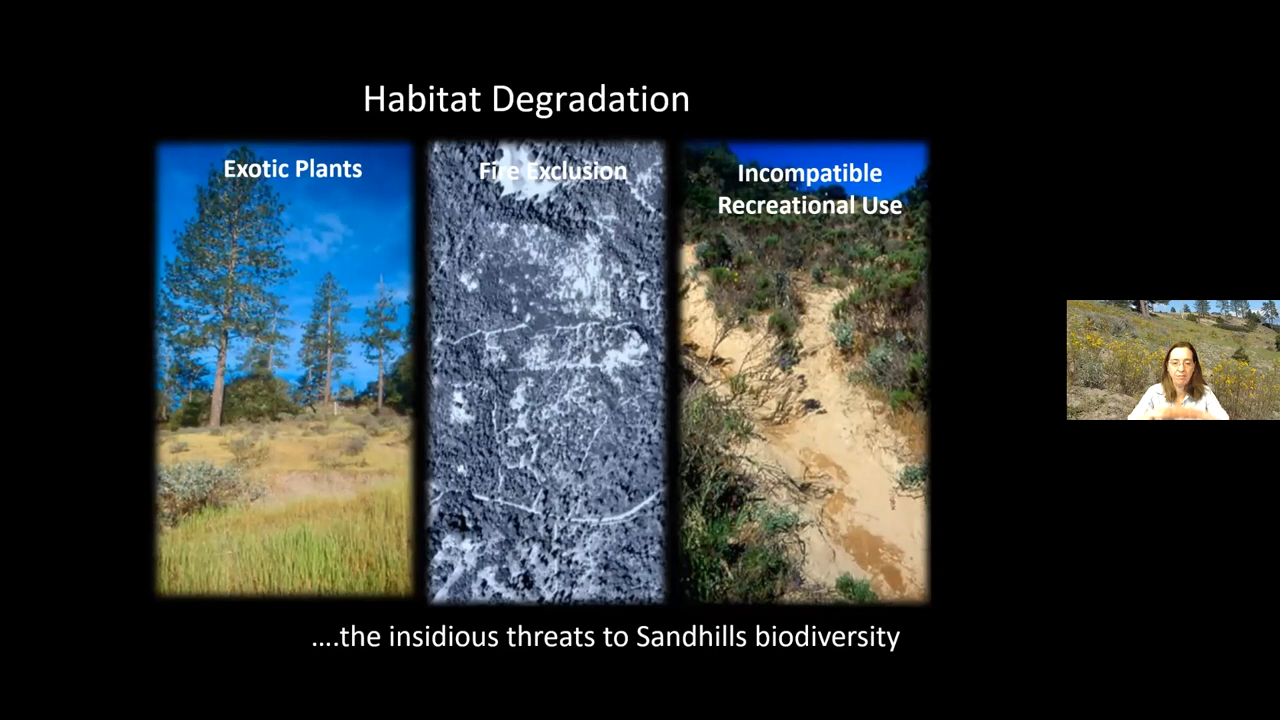 Habitat Degradation
Exotic Plants
Fire Exclusion
Incompatible
Recreational Use
....the insidious threats to Sandhills biodiversity